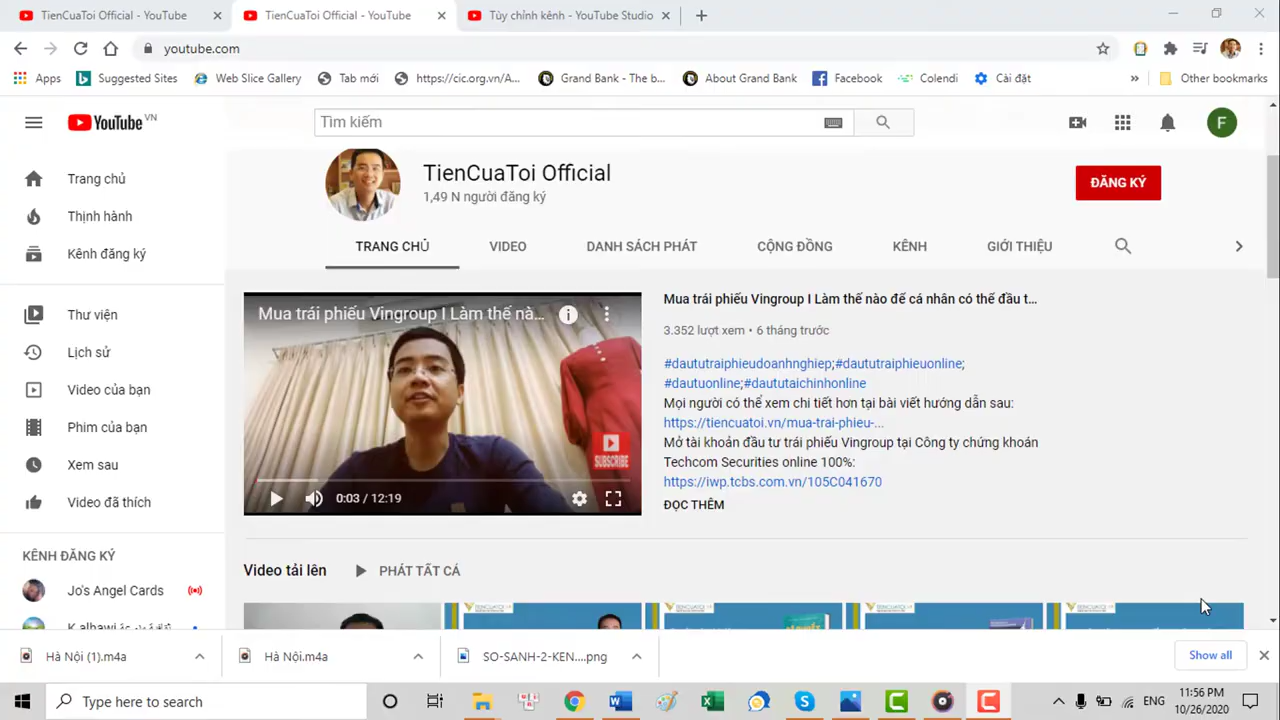 TienCuaToi Official - YouTube
TienCuaToi Official - YouTube
Tùy chỉnh kênh - YouTube Studio
youtube.com
Apps
Suggested Sites
Web Slice Gallery
Tab mới
https://cic.org.vn/A...
Grand Bank - The b...
About Grand Bank
Facebook
Colendi
Cài đặt
»
Other bookmarks
YouTube VN
Tìm kiếm
F
Trang chủ
Thịnh hành
Kênh đăng ký
Thư viện
Lịch sử
Video của bạn
Phim của bạn
Xem sau
Video đã thích
KÊNH ĐĂNG KÝ
Jo's Angel Cards
TienCuaToi Official
1,49 N người đăng ký
ĐĂNG KÝ
TRANG CHỦ
VIDEO
DANH SÁCH PHÁT
CỘNG ĐỒNG
KÊNH
GIỚI THIỆU
Mua trái phiếu Vingroup I Làm thế nà...
SUBSCRIBE
0:03 / 12:19
Mua trái phiếu Vingroup I Làm thế nào để cá nhân có thể đầu t...
3.352 lượt xem • 6 tháng trước
#daututraiphieudoanhnghiep;#daututraiphieuonline;
#dautuonline;#daututaichinhonline
Mọi người có thể xem chi tiết hơn tại bài viết hướng dẫn sau:
https://tiencuatoi.vn/mua-trai-phieu-...
Mở tài khoản đầu tư trái phiếu Vingroup tại Công ty chứng khoán
Techcom Securities online 100%:
https://iwp.tcbs.com.vn/105C041670
ĐỌC THÊM
Video tải lên
PHÁT TẤT CẢ
TIENCUATOI.VN
TIENCUATOI.VN
TIENCUATOI.VN
TIENCUATOI.VN
Hà Nội (1).m4a
Hà Nội.m4a
SO-SANH-2-KEN....png
Show all
Type here to search
ENG
11:56 PM
10/26/2020